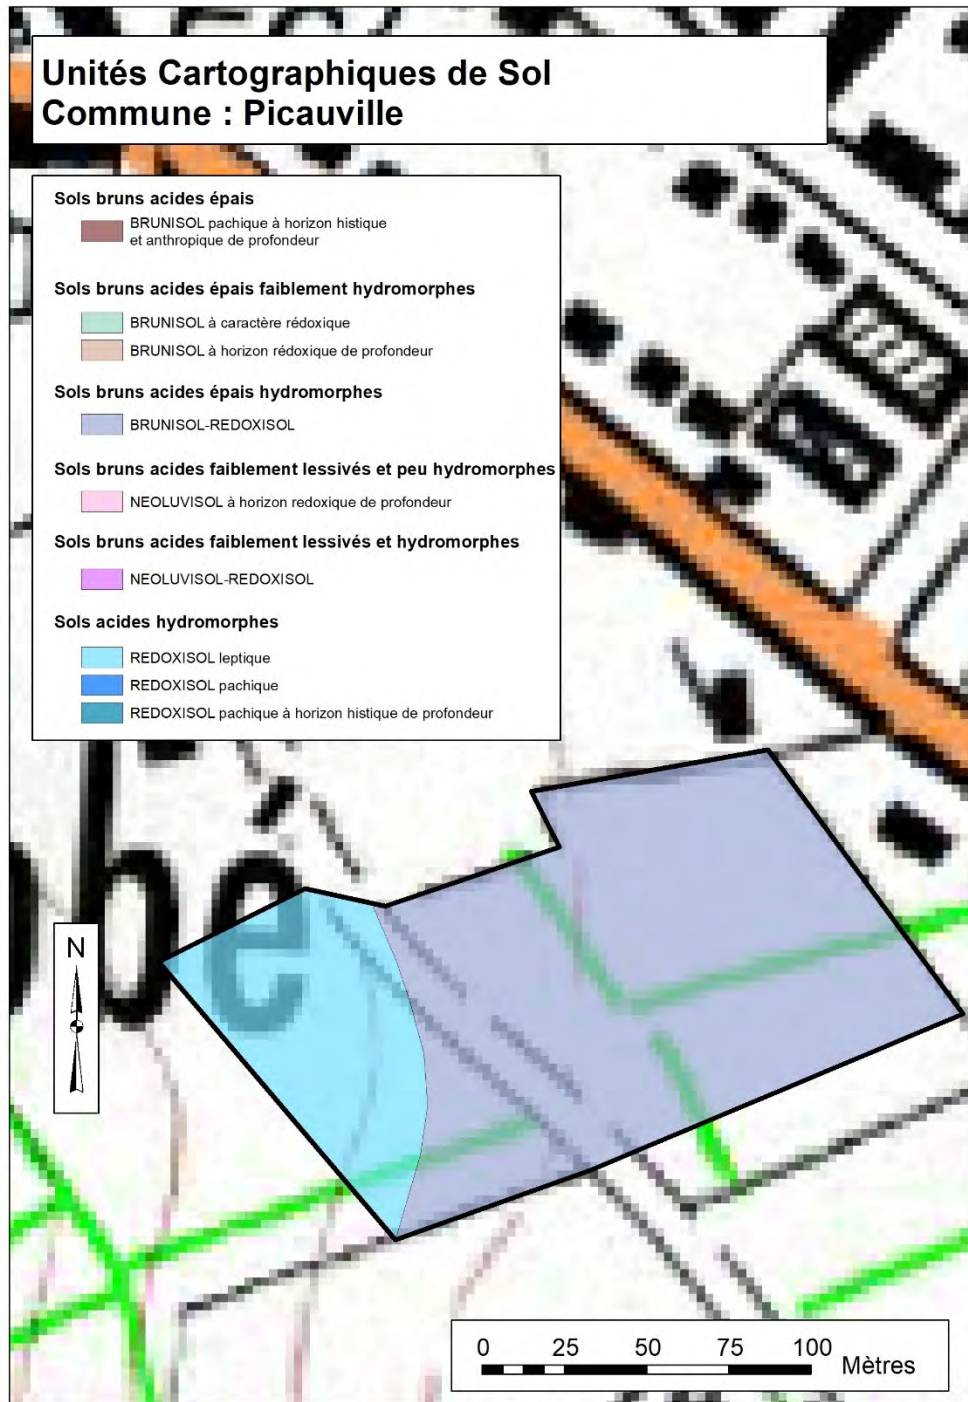 Unités Cartographiques de Sol
Commune : Picauville
Sols bruns acides épais
BRUNISOL pachique à horizon histique
et anthropique de profondeur
Sols bruns acides épais faiblement hydromorphes
BRUNISOL à caractère rédoxique
BRUNISOL à horizon rédoxique de profondeur
Sols bruns acides épais hydromorphes
BRUNISOL-REDOXISOL
Sols bruns acides faiblement lessivés et peu hydromorphes
NEOLUVISOL à horizon redoxique de profondeur
Sols bruns acides faiblement lessivés et hydromorphes
NEOLUVISOL-REDOXISOL
Sols acides hydromorphes
REDOXISOL leptique
REDOXISOL pachique
REDOXISOL pachique à horizon histique de profondeur
N
0 25 50 75 100
Mètres